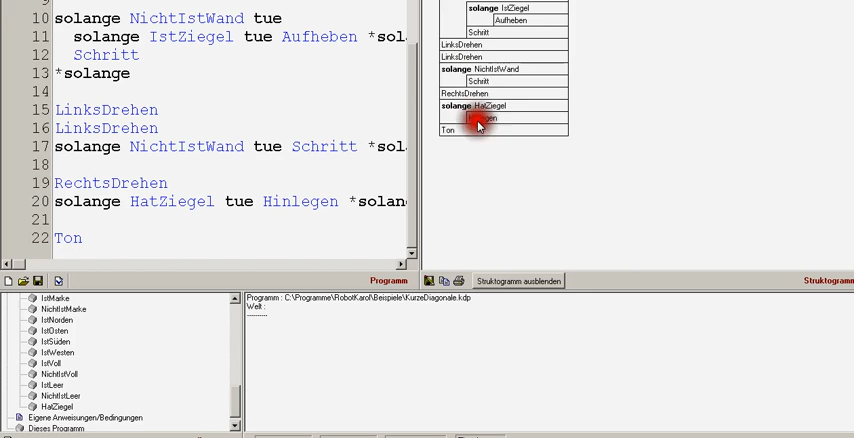 10 solange NichtIstWand tue
11 solange IstZiegel tue Aufheben *sol
12 Schritt
13 *solange
14
15 LinksDrehen
16 LinksDrehen
17 solange NichtIstWand tue Schritt *sol
18
19 RechtsDrehen
20 solange HatZiegel tue Hinlegen *solan
21
22 Ton
Programm
solange IstZiegel
Aufheben
Schritt
LinksDrehen
LinksDrehen
solange NichtIstWand
Schritt
RechtsDrehen
solange HatZiegel
Ton
Struktogramm ausblenden
Struktogramm
IstMarke
NichtIstMarke
IstNorden
IstOsten
IstSüden
IstWesten
IstVoll
NichtIstVoll
IstLeer
NichtIstLeer
HatZiegel
Eigene Anweisungen/Bedingungen
Dieses Programm
Programm : C:\Programme\RobotKarol\Beispiele\KurzeDiagonale.kdp
Welt :
----------